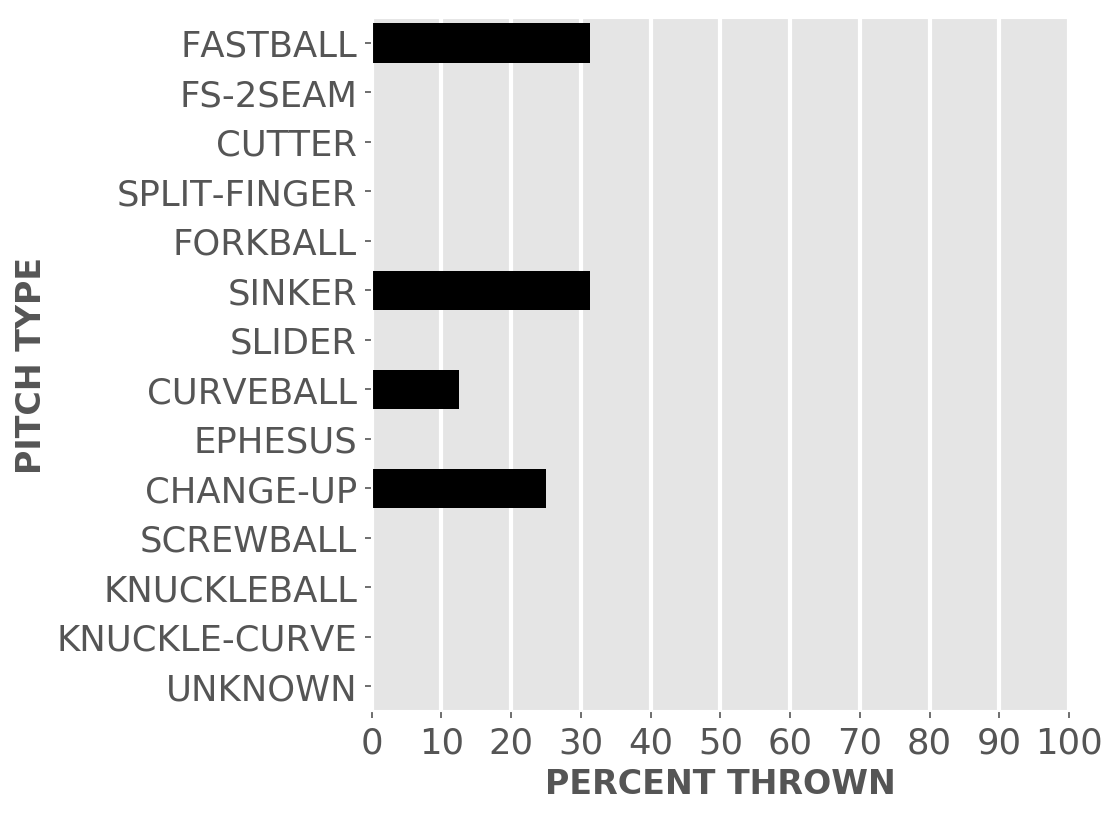 FASTBALL
FS-2SEAM
CUTTER
SPLIT-FINGER
FORKBALL
SINKER
SLIDER
CURVEBALL
EPHESUS
CHANGE-UP
SCREWBALL
KNUCKLEBALL
KNUCKLE-CURVE
UNKNOWN
PITCH TYPE
0 10 20 30 40 50 60 70 80 90 100
PERCENT THROWN